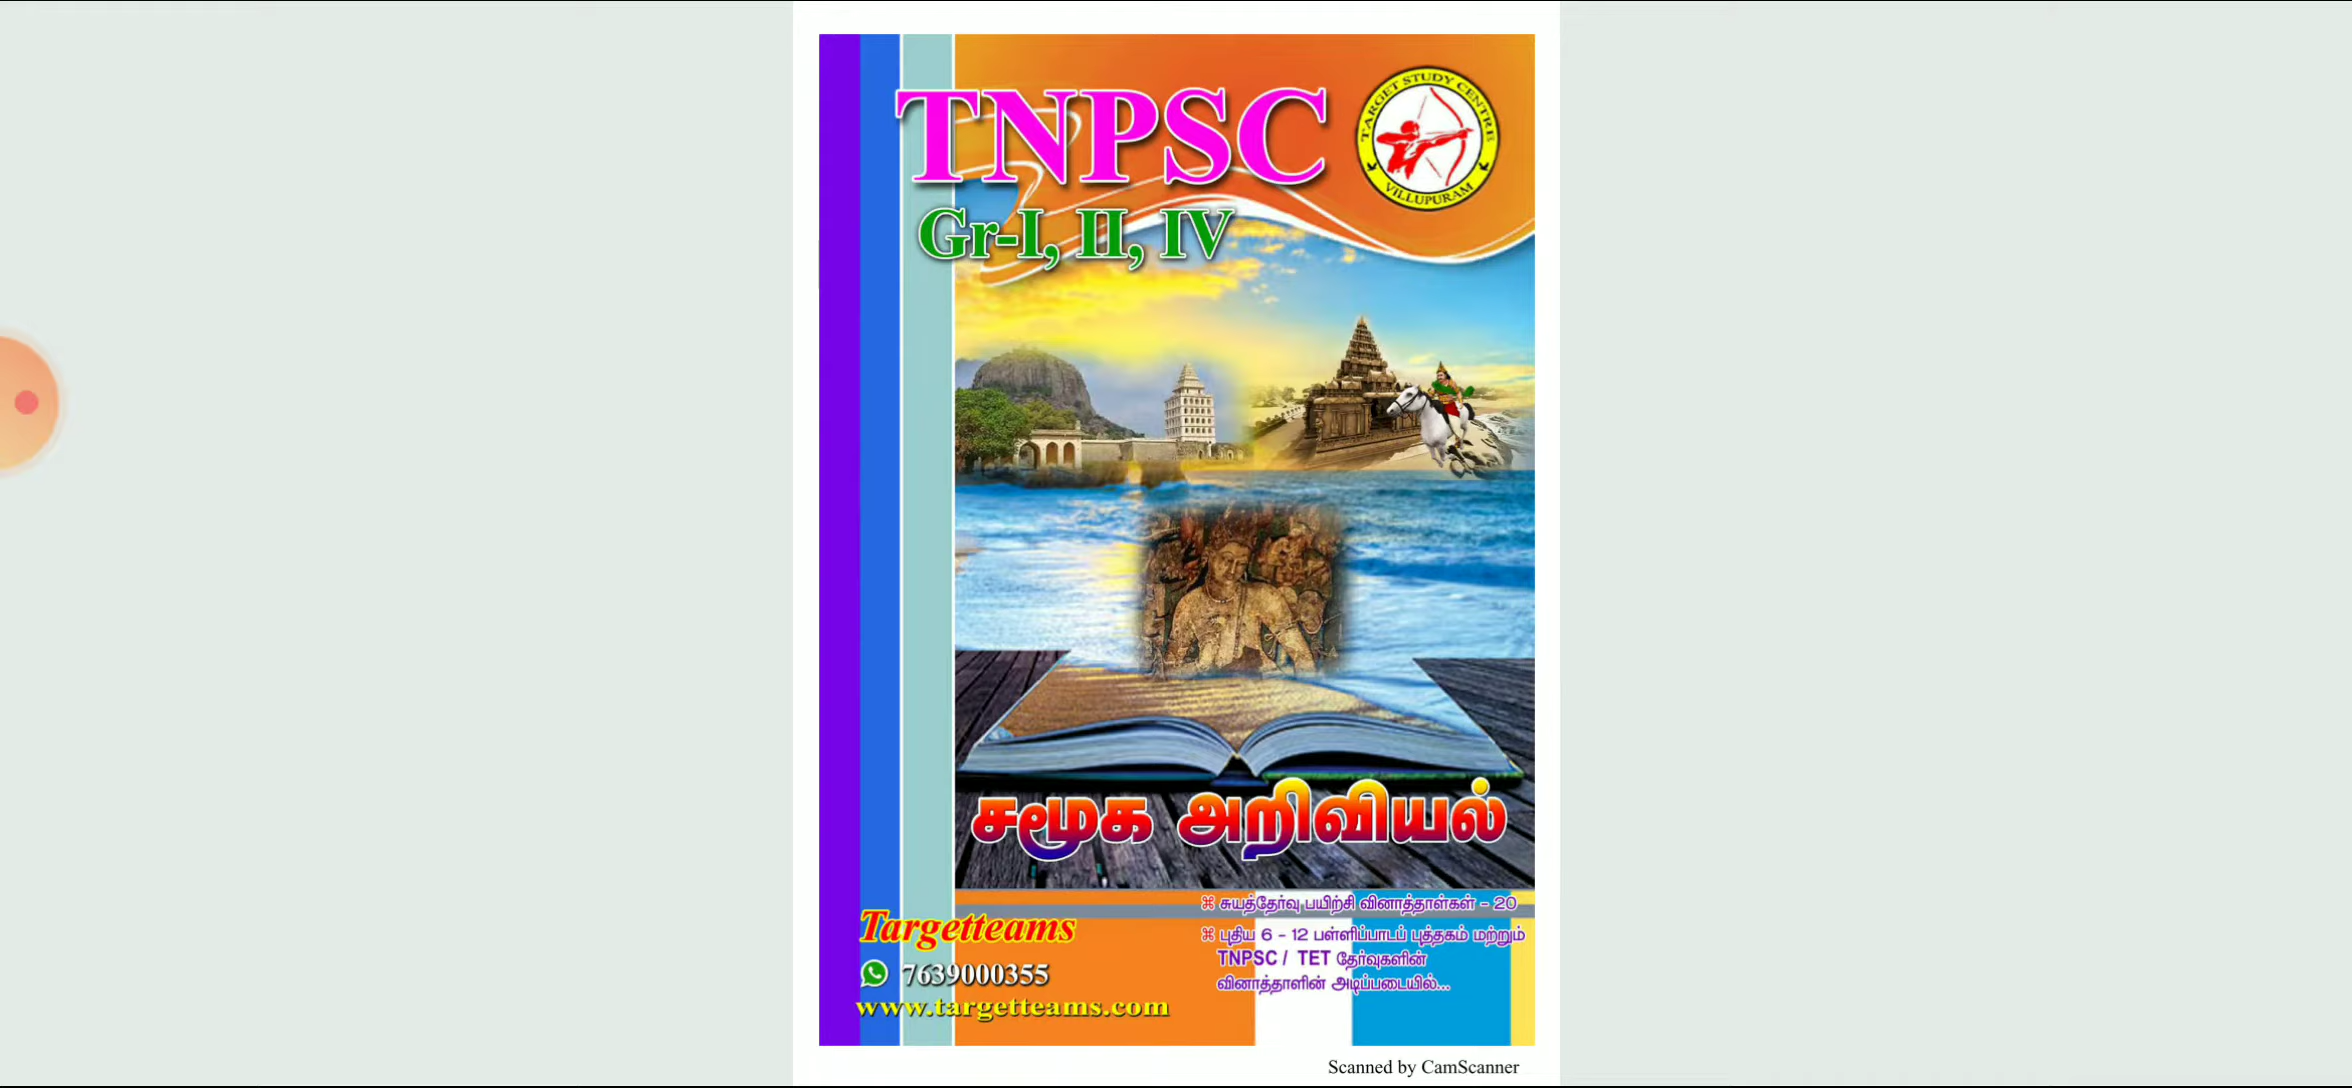 TNPSC
TARGET STUDY CENTRE
VILLUPURAM
Gr-I, II, IV
சமூக அறிவியல்
⌘ சுயத்தேர்வு பயிற்சி வினாத்தாள்கள் - 20
⌘ புதிய 6 - 12 பள்ளிப்பாடப் புத்தகம் மற்றும்
TNPSC / TET தேர்வுகளின்
வினாத்தாளின் அடிப்படையில்...
Targetteams
7639000355
www.targetteams.com
Scanned by CamScanner